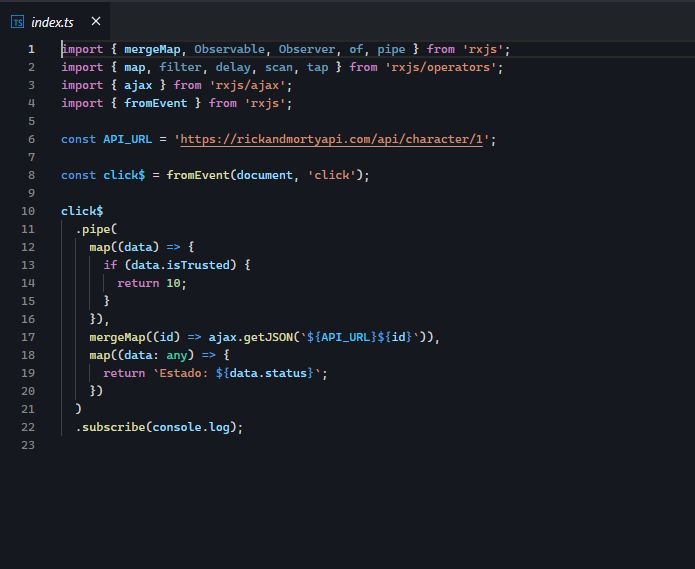 TS index.ts ×
1 import { mergeMap, Observable, Observer, of, pipe } from 'rxjs';
2 import { map, filter, delay, scan, tap } from 'rxjs/operators';
3 import { ajax } from 'rxjs/ajax';
4 import { fromEvent } from 'rxjs';
5
6 const API_URL = 'https://rickandmortyapi.com/api/character/1';
7
8 const click$ = fromEvent(document, 'click');
9
10 click$
11   .pipe(
12     map((data) => {
13       if (data.isTrusted) {
14         return 10;
15       }
16     }),
17     mergeMap((id) => ajax.getJSON(`${API_URL}${id}`)),
18     map((data: any) => {
19       return `Estado: ${data.status}`;
20     })
21   )
22   .subscribe(console.log);
23